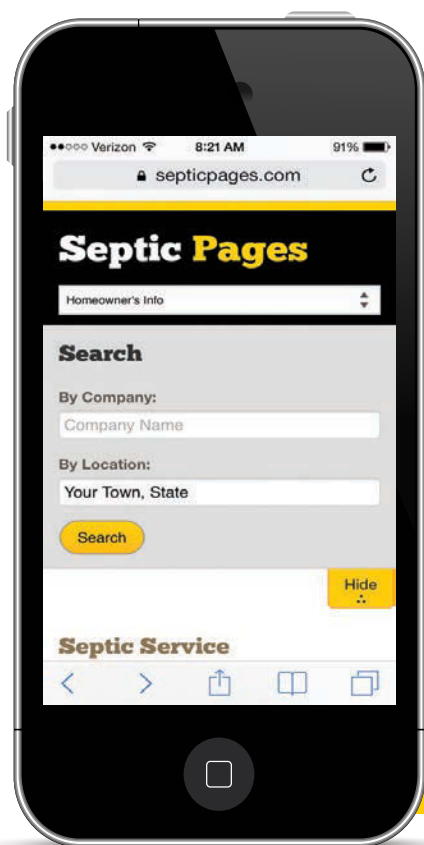 Verizon 8:21 AM 91%
septicpages.com
Septic Pages
Homeowner's Info
Search
By Company:
Company Name
By Location:
Your Town, State
Search
Hide
Septic Service